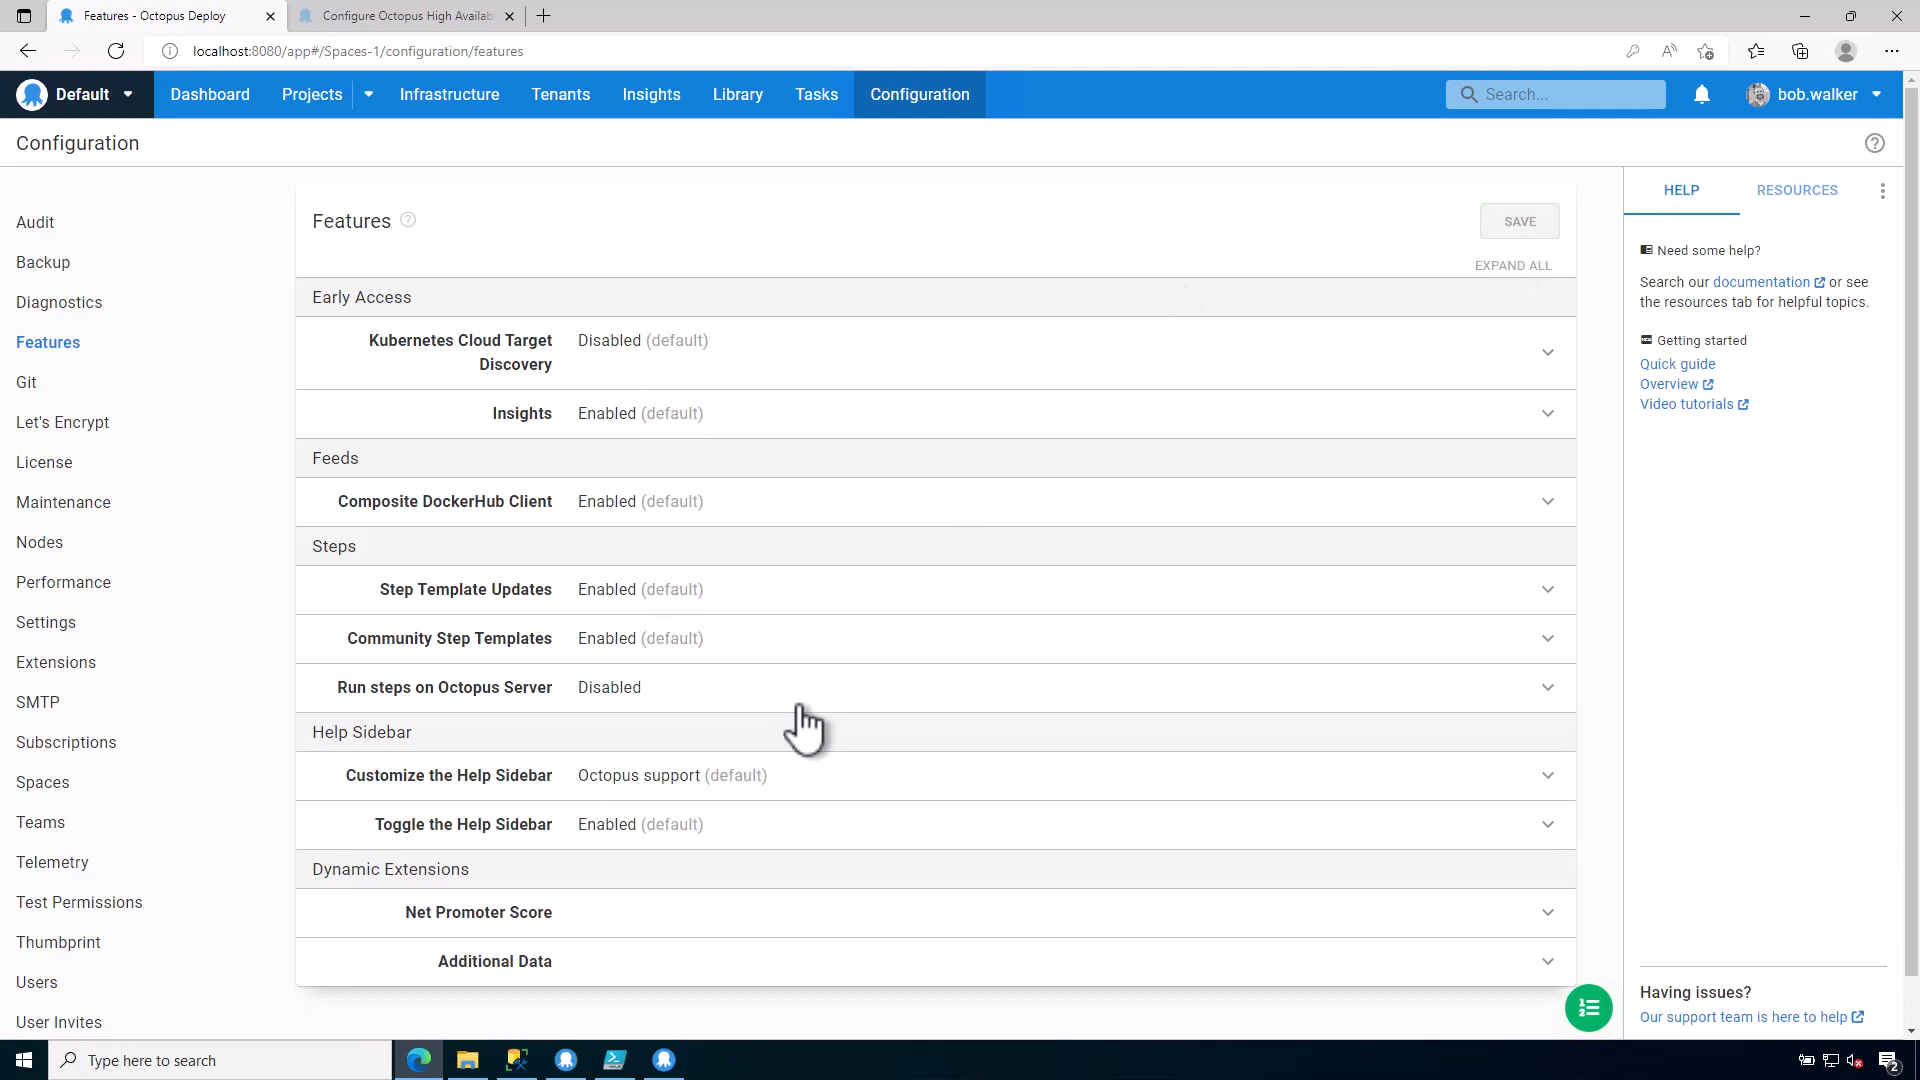 Features - Octopus Deploy
Configure Octopus High Availab
localhost:8080/app#/Spaces-1/configuration/features
Default
Dashboard
Projects
Infrastructure
Tenants
Insights
Library
Tasks
Configuration
Search...
bob.walker
Configuration
Audit
Backup
Diagnostics
Features
Git
Let's Encrypt
License
Maintenance
Nodes
Performance
Settings
Extensions
SMTP
Subscriptions
Spaces
Teams
Telemetry
Test Permissions
Thumbprint
Users
User Invites
Features
SAVE
EXPAND ALL
Early Access
Kubernetes Cloud Target
Discovery
Disabled (default)
Insights
Enabled (default)
Feeds
Composite DockerHub Client
Enabled (default)
Steps
Step Template Updates
Enabled (default)
Community Step Templates
Enabled (default)
Run steps on Octopus Server
Disabled
Help Sidebar
Customize the Help Sidebar
Octopus support (default)
Toggle the Help Sidebar
Enabled (default)
Dynamic Extensions
Net Promoter Score
Additional Data
HELP
RESOURCES
Need some help?
Search our documentation or see
the resources tab for helpful topics.
Getting started
Quick guide
Overview
Video tutorials
Having issues?
Our support team is here to help
Type here to search
2